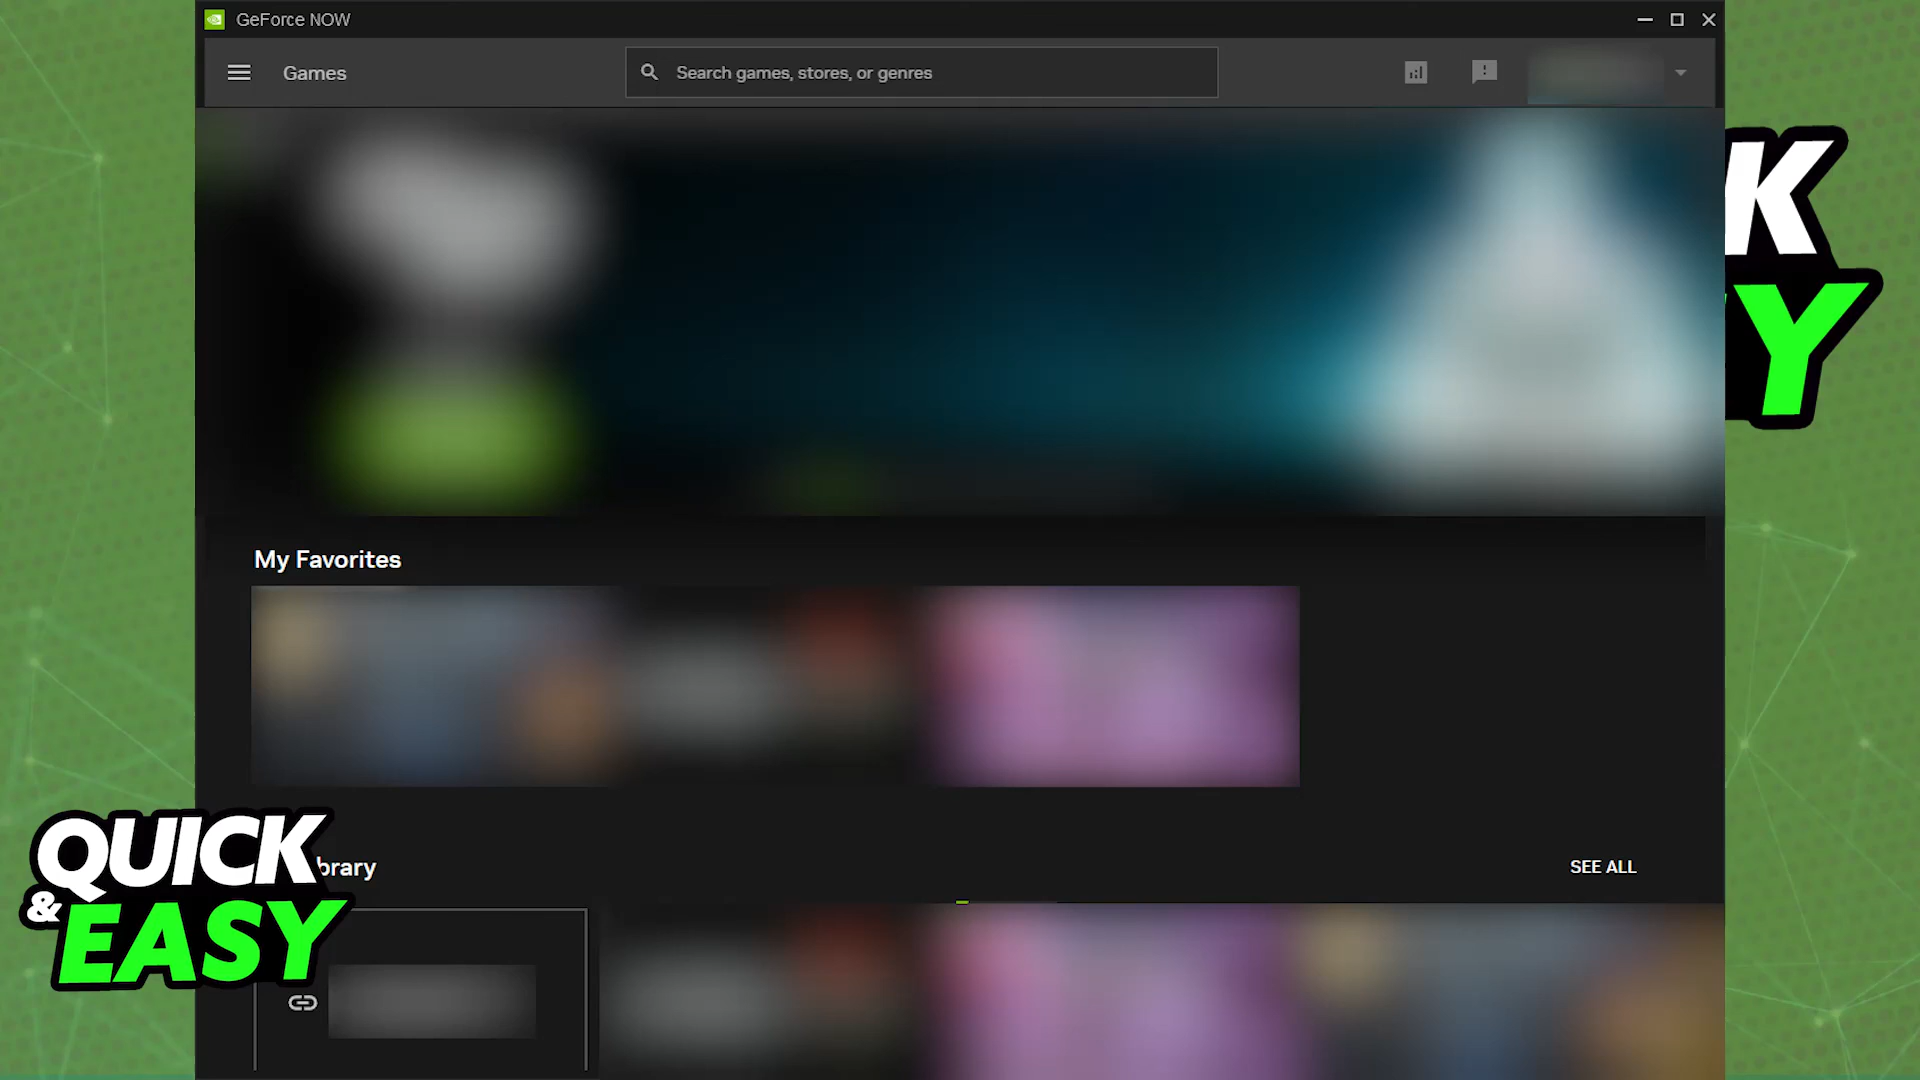 GeForce NOW
Games
Search games, stores, or genres
K
Y
My Favorites
brary
SEE ALL
QUICK
& EASY